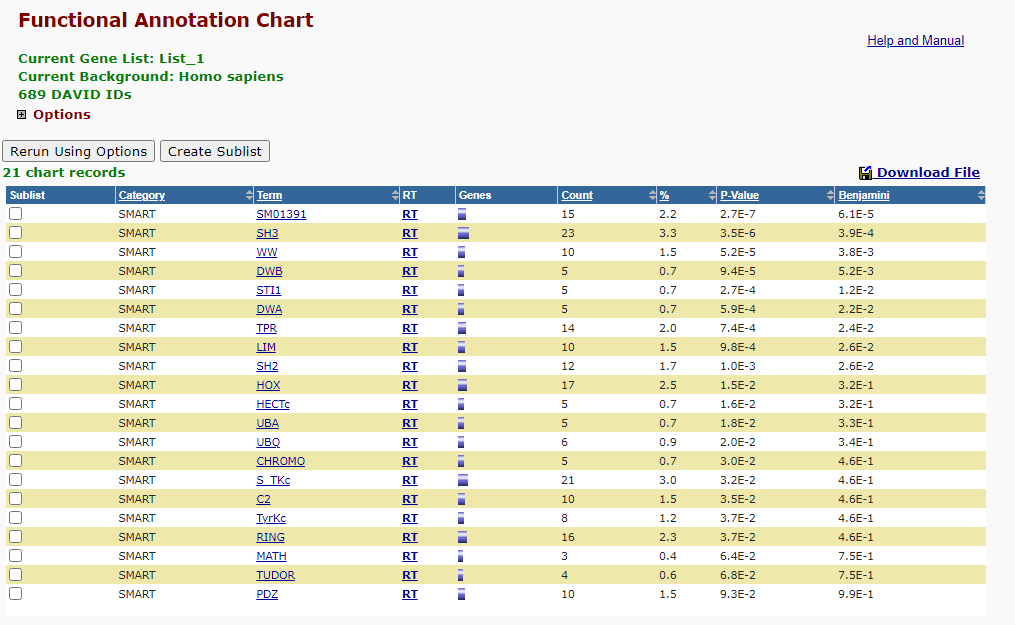 Functional Annotation Chart
Help and Manual
Current Gene List: List_1
Current Background: Homo sapiens
689 DAVID IDs
Options
Rerun Using Options Create Sublist
21 chart records Download File
Sublist Category Term RT Genes Count % P-Value Benjamini
SMART SM01391 RT 15 2.2 2.7E-7 6.1E-5
SMART SH3 RT 23 3.3 3.5E-6 3.9E-4
SMART WW RT 10 1.5 5.2E-5 3.8E-3
SMART DWB RT 5 0.7 9.4E-5 5.2E-3
SMART STI1 RT 5 0.7 2.7E-4 1.2E-2
SMART DWA RT 5 0.7 5.9E-4 2.2E-2
SMART TPR RT 14 2.0 7.4E-4 2.4E-2
SMART LIM RT 10 1.5 9.8E-4 2.6E-2
SMART SH2 RT 12 1.7 1.0E-3 2.6E-2
SMART HOX RT 17 2.5 1.5E-2 3.2E-1
SMART HECTc RT 5 0.7 1.6E-2 3.2E-1
SMART UBA RT 5 0.7 1.8E-2 3.3E-1
SMART UBQ RT 6 0.9 2.0E-2 3.4E-1
SMART CHROMO RT 5 0.7 3.0E-2 4.6E-1
SMART S_TKc RT 21 3.0 3.2E-2 4.6E-1
SMART C2 RT 10 1.5 3.5E-2 4.6E-1
SMART TyrKc RT 8 1.2 3.7E-2 4.6E-1
SMART RING RT 16 2.3 3.7E-2 4.6E-1
SMART MATH RT 3 0.4 6.4E-2 7.5E-1
SMART TUDOR RT 4 0.6 6.8E-2 7.5E-1
SMART PDZ RT 10 1.5 9.3E-2 9.9E-1